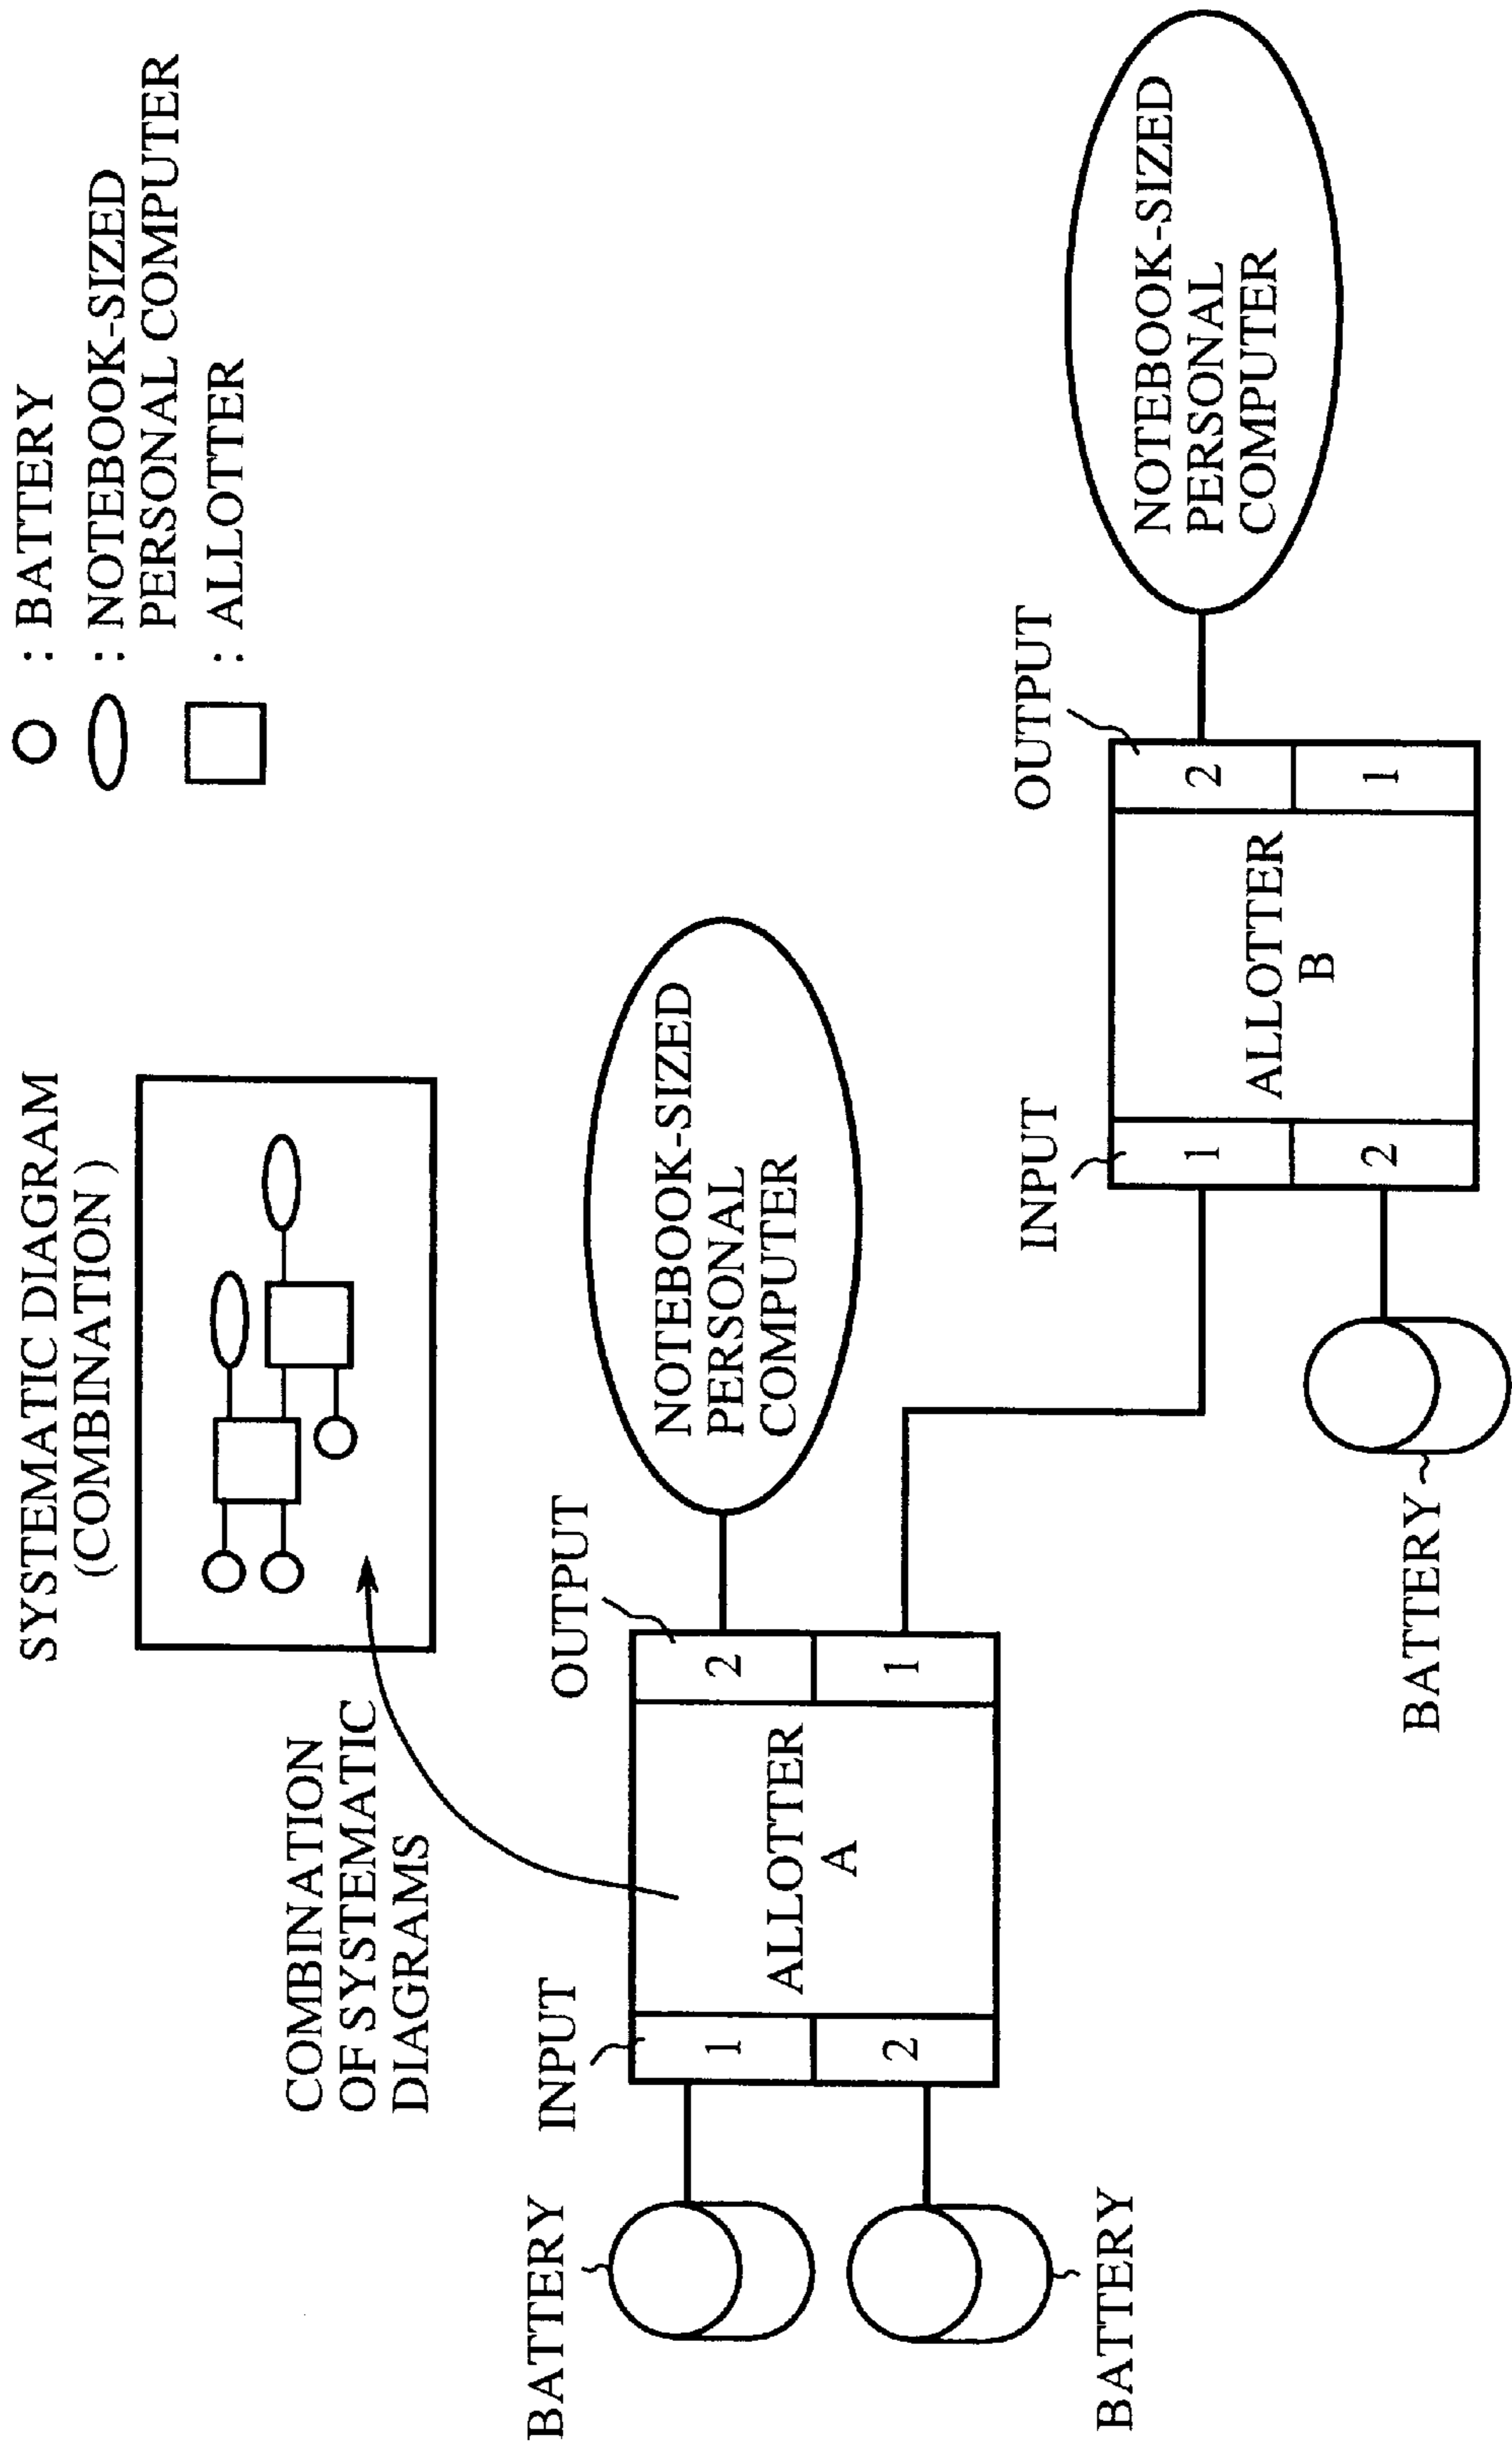 SYSTEMATIC DIAGRAM
(COMBINATION )
: BATTERY
: NOTEBOOK-SIZED
PERSONAL COMPUTER
: ALLOTTER
COMBINATION
OF SYSTEMATIC
DIAGRAMS
BATTERY
INPUT
OUTPUT
1
2
ALLOTTER
A
2
1
NOTEBOOK-SIZED
PERSONAL
COMPUTER
BATTERY
INPUT
OUTPUT
1
2
ALLOTTER
B
2
1
NOTEBOOK-SIZED
PERSONAL
COMPUTER
BATTERY